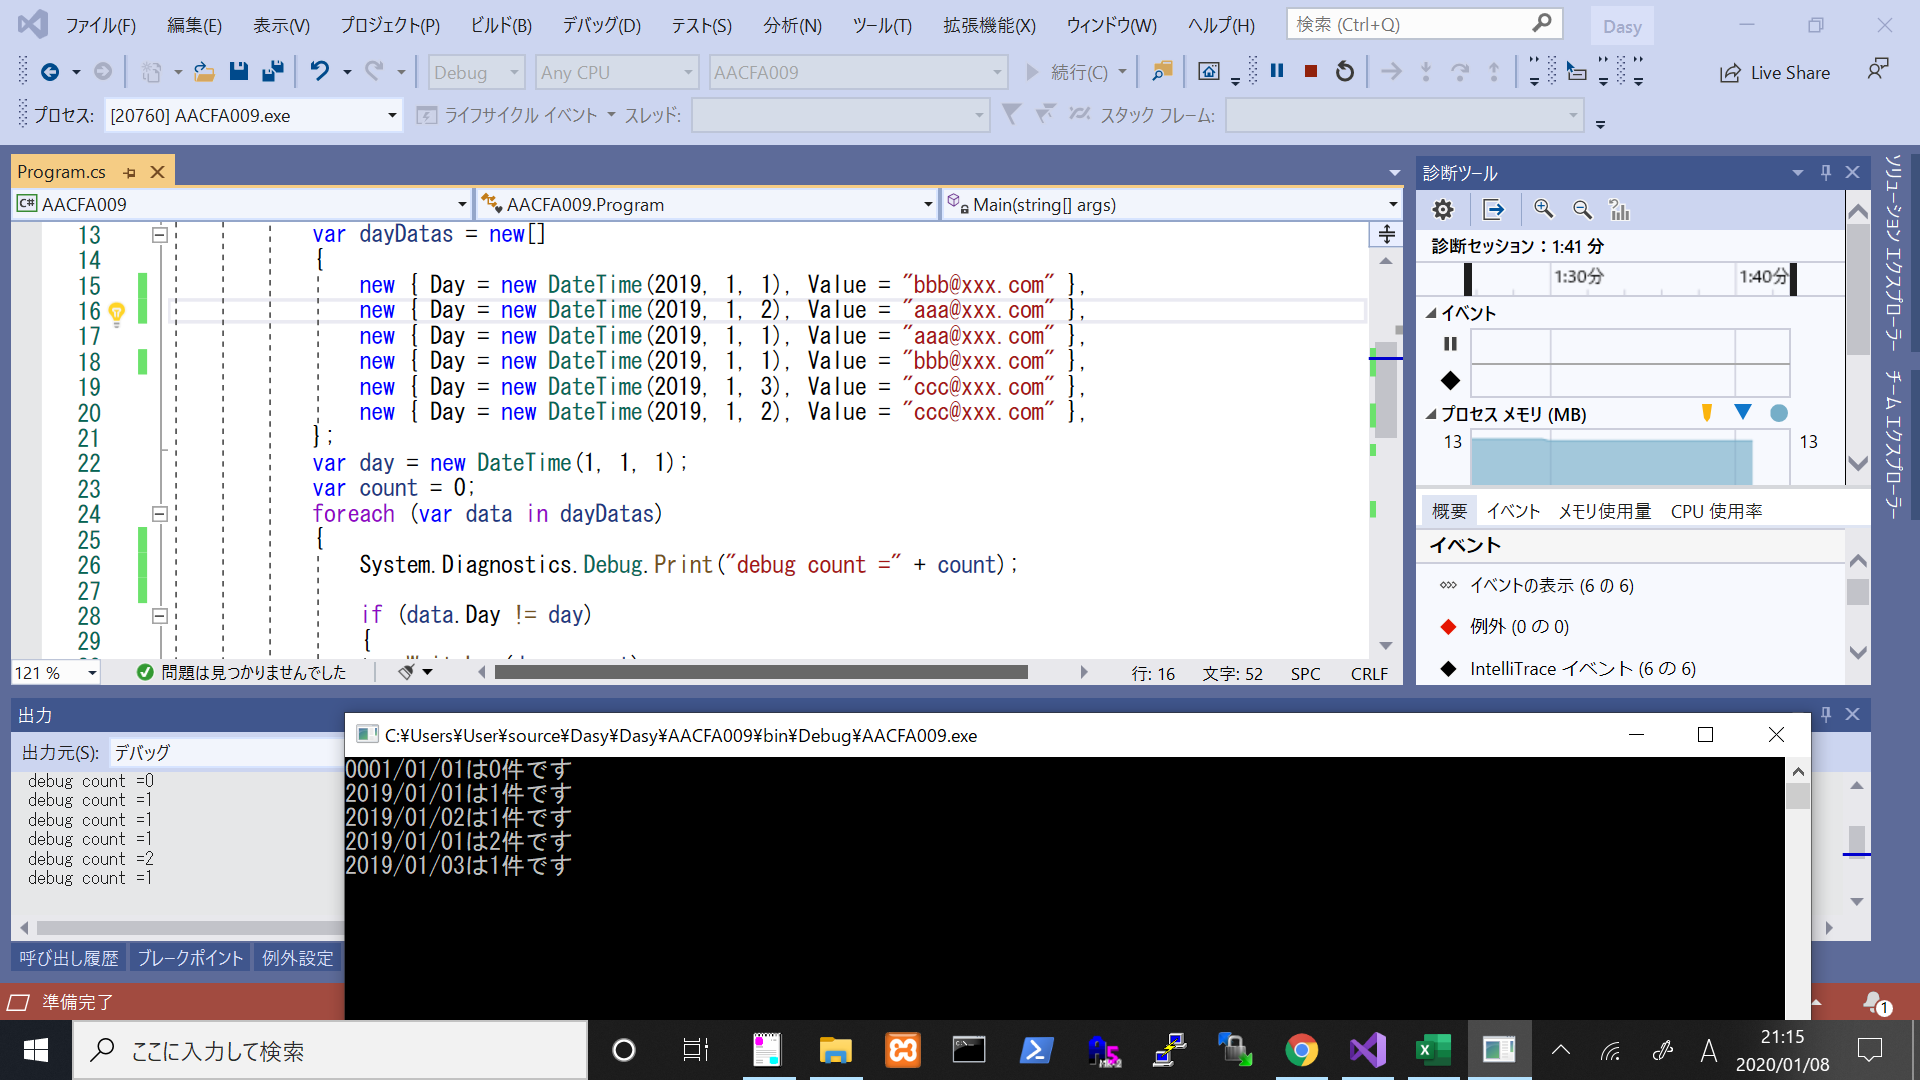 ファイル(F) 編集(E) 表示(V) プロジェクト(P) ビルド(B) デバッグ(D) テスト(S) 分析(N) ツール(T) 拡張機能(X) ウィンドウ(W) ヘルプ(H) 検索 (Ctrl+Q) Dasy
Debug Any CPU AACFA009 続行(C) Live Share
プロセス: [20760] AACFA009.exe ライフサイクル イベント スレッド: スタック フレーム:
Program.cs
C# AACFA009 AACFA009.Program Main(string[] args)
13 var dayDatas = new[]
14 {
15 new { Day = new DateTime(2019, 1, 1), Value = "bbb@xxx.com" },
16 new { Day = new DateTime(2019, 1, 2), Value = "aaa@xxx.com" },
17 new { Day = new DateTime(2019, 1, 1), Value = "aaa@xxx.com" },
18 new { Day = new DateTime(2019, 1, 1), Value = "bbb@xxx.com" },
19 new { Day = new DateTime(2019, 1, 3), Value = "ccc@xxx.com" },
20 new { Day = new DateTime(2019, 1, 2), Value = "ccc@xxx.com" },
21 };
22 var day = new DateTime(1, 1, 1);
23 var count = 0;
24 foreach (var data in dayDatas)
25 {
26 System.Diagnostics.Debug.Print("debug count =" + count);
27
28 if (data.Day != day)
29 {
121 % 問題は見つかりませんでした 行: 16 文字: 52 SPC CRLF
診断ツール
診断セッション：1:41 分
1:30分 1:40分
イベント
プロセス メモリ (MB)
13 13
概要 イベント メモリ使用量 CPU 使用率
イベント
イベントの表示 (6 の 6)
例外 (0 の 0)
IntelliTrace イベント (6 の 6)
ソリューション エクスプローラー
チーム エクスプローラー
出力
出力元(S): デバッグ
debug count =0
debug count =1
debug count =1
debug count =1
debug count =2
debug count =1
C:¥Users¥User¥source¥Dasy¥Dasy¥AACFA009¥bin¥Debug¥AACFA009.exe
0001/01/01は0件です
2019/01/01は1件です
2019/01/02は1件です
2019/01/01は2件です
2019/01/03は1件です
呼び出し履歴 ブレークポイント 例外設定
準備完了 1
ここに入力して検索 A 21:15
2020/01/08